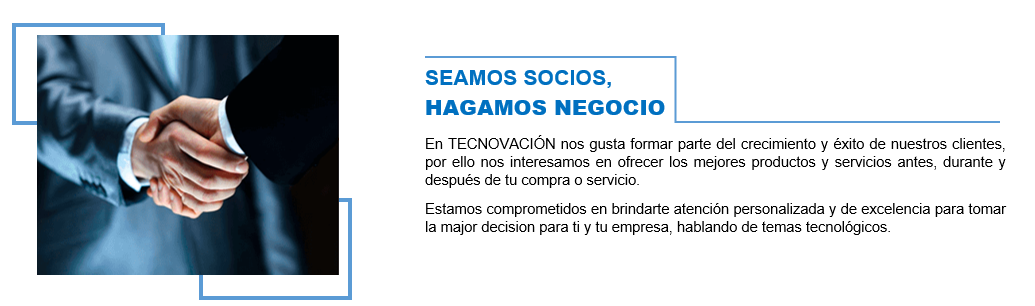 SEAMOS SOCIOS,
HAGAMOS NEGOCIO
En TECNOVACIÓN nos gusta formar parte del crecimiento y éxito de nuestros clientes,
por ello nos interesamos en ofrecer los mejores productos y servicios antes, durante y
después de tu compra o servicio.
Estamos comprometidos en brindarte atención personalizada y de excelencia para tomar
la major decision para ti y tu empresa, hablando de temas tecnológicos.